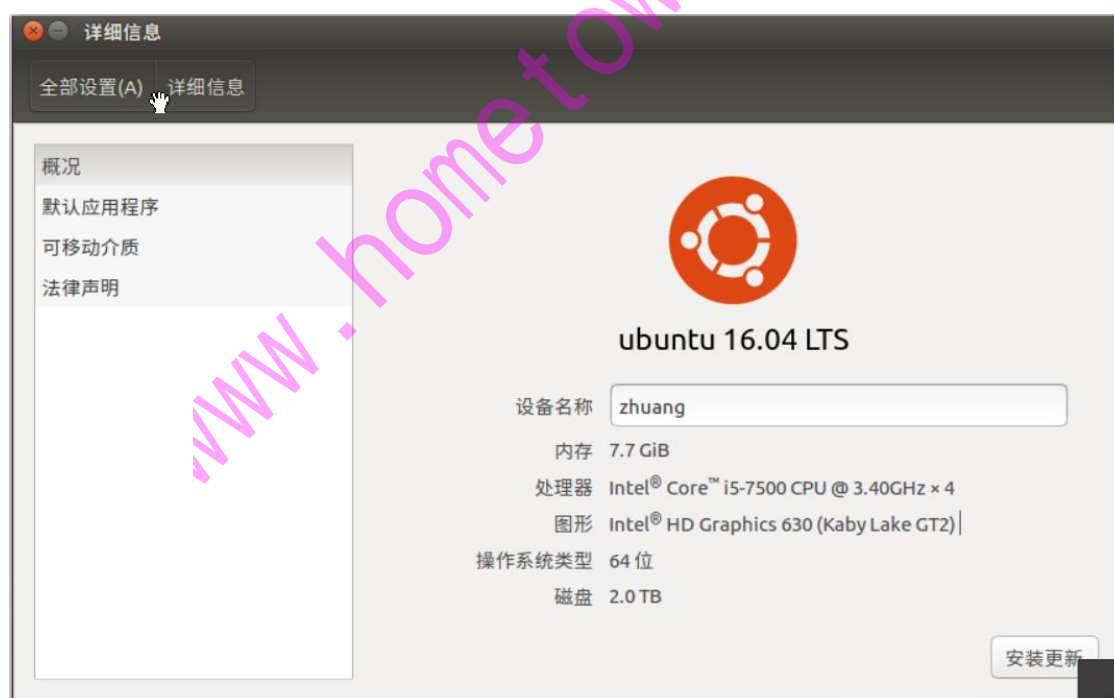 详细信息
全部设置(A) 详细信息
概况
默认应用程序
可移动介质
法律声明
ubuntu 16.04 LTS
设备名称 zhuang
内存 7.7 GiB
处理器 Intel® Core™ i5-7500 CPU @ 3.40GHz × 4
图形 Intel® HD Graphics 630 (Kaby Lake GT2)
操作系统类型 64 位
磁盘 2.0 TB
安装更新
www.hometow